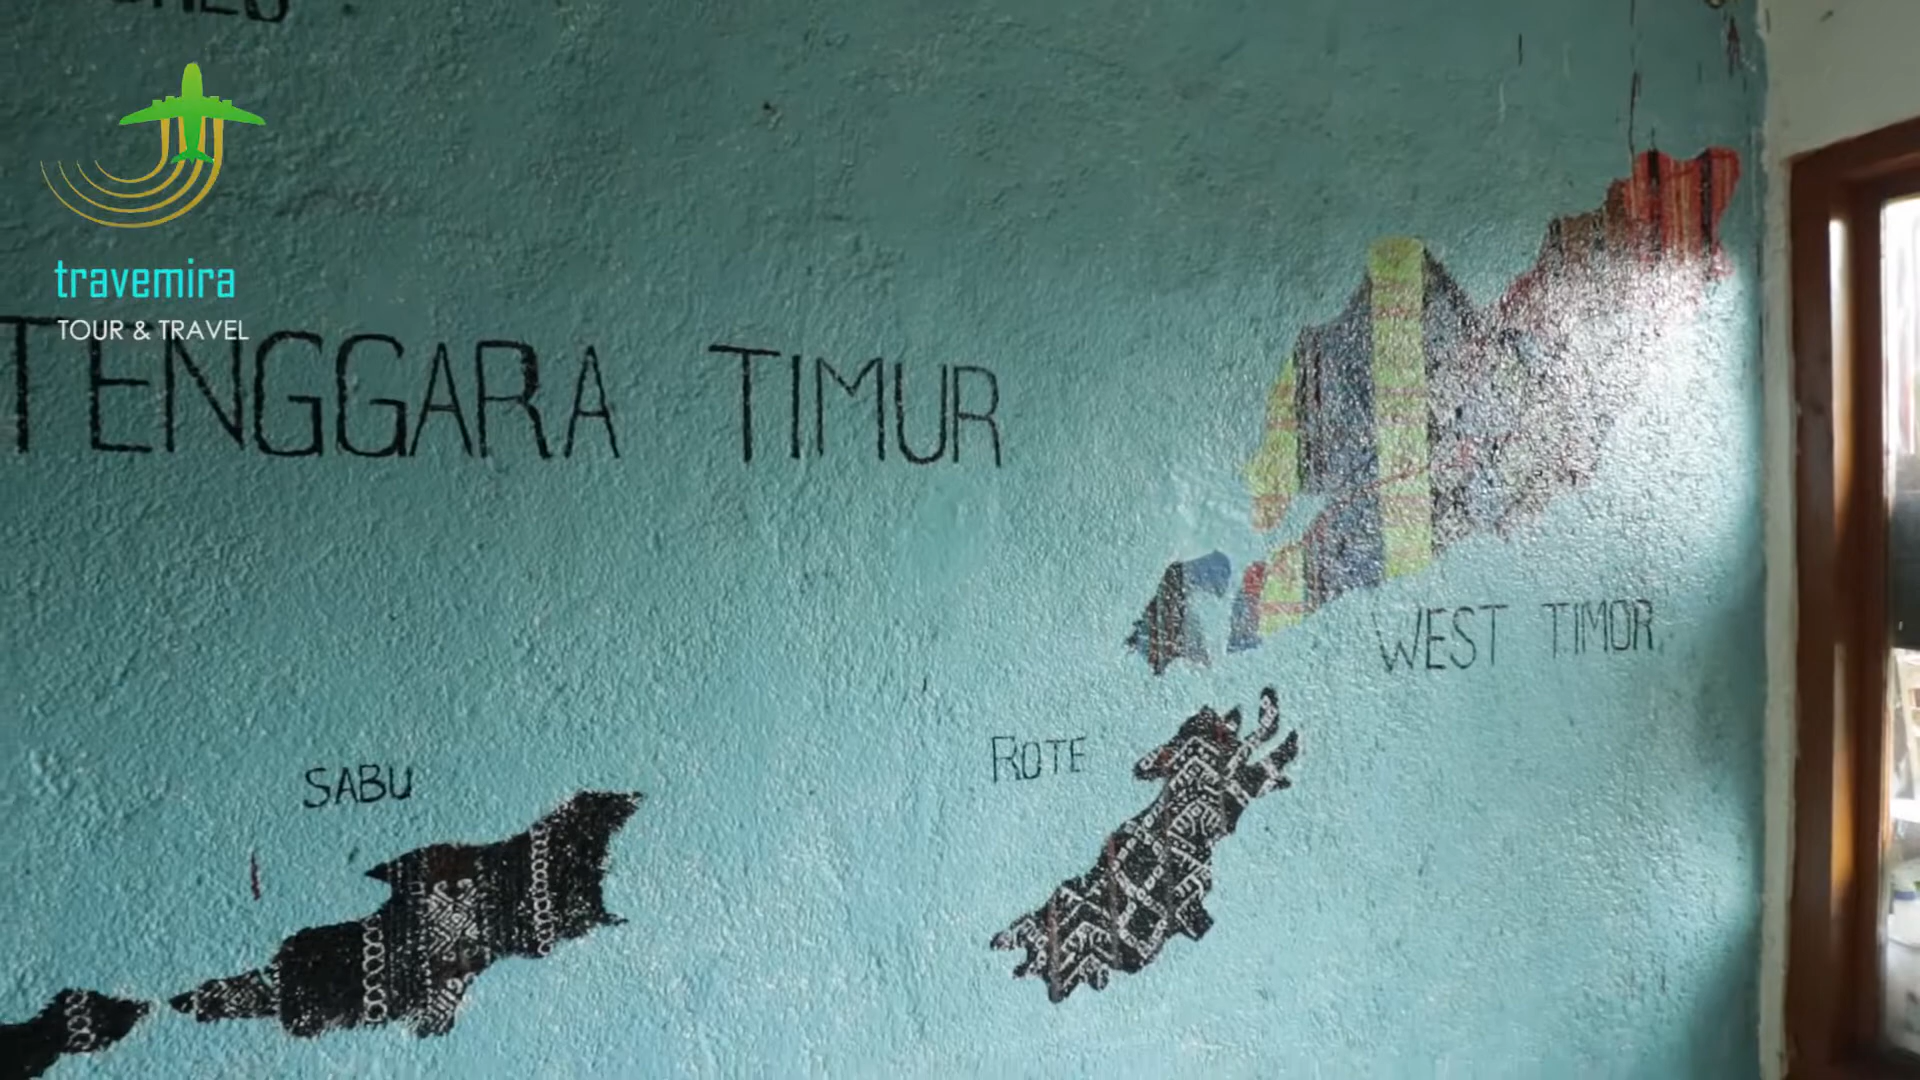 travemira
TOUR & TRAVEL
TENGGARA TIMUR
WEST TIMOR
ROTE
SABU